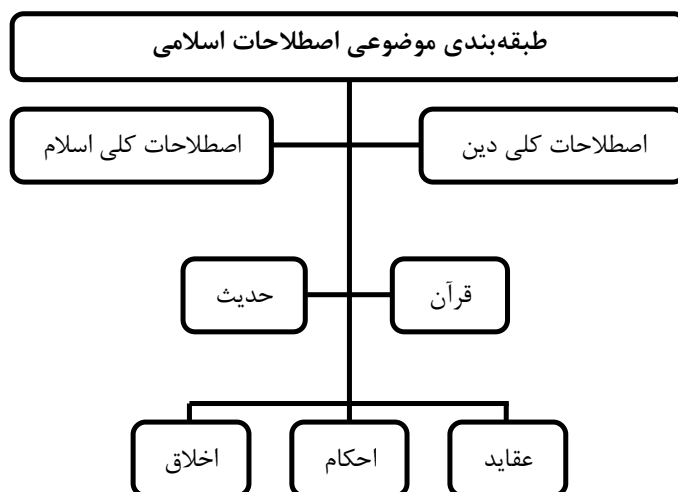 طبقه‌بندی موضوعی اصطلاحات اسلامی
اصطلاحات کلی دین
اصطلاحات کلی اسلام
قرآن
حدیث
عقاید
احکام
اخلاق